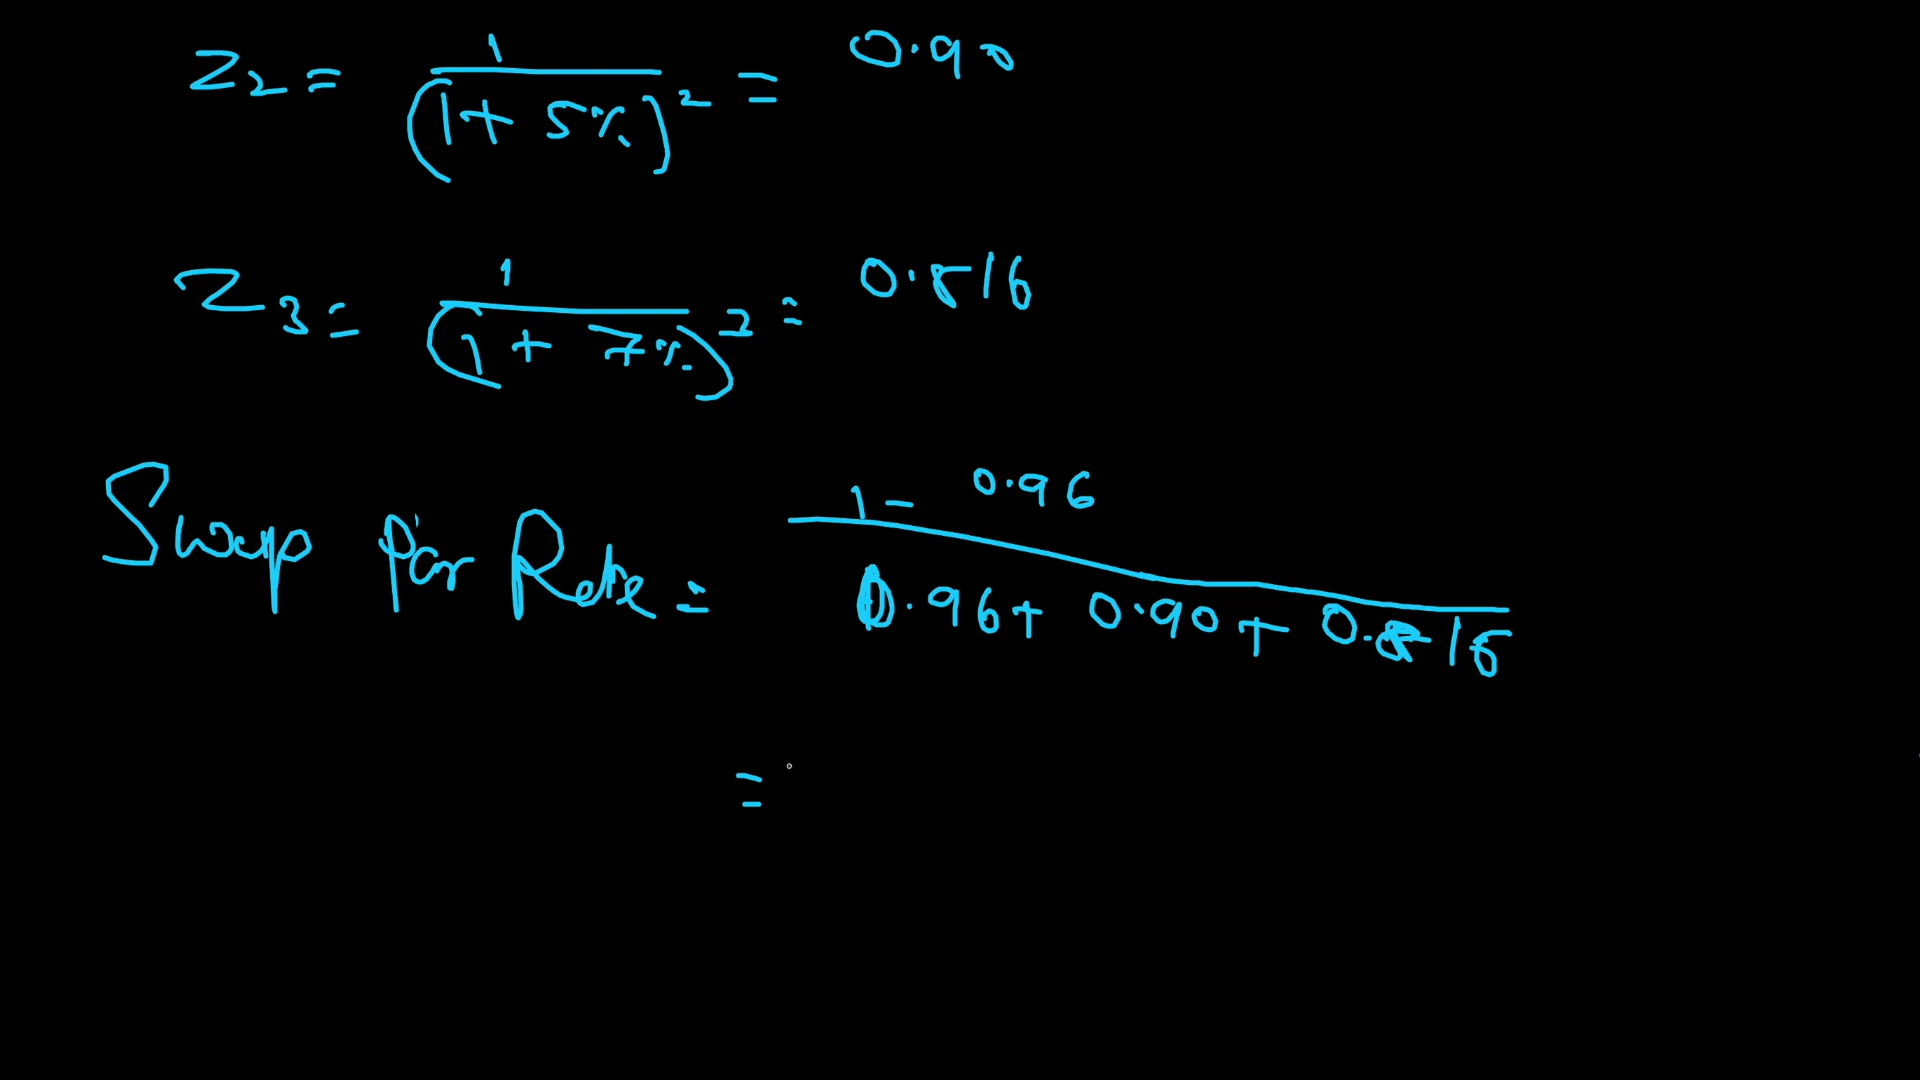 Z₂ = 1 / (1 + 5%)² = 0.90
Z₃ = 1 / (1 + 7%)³ = 0.816
Swap Par Rate = (1 - 0.96) / (0.96 + 0.90 + 0.816)
=